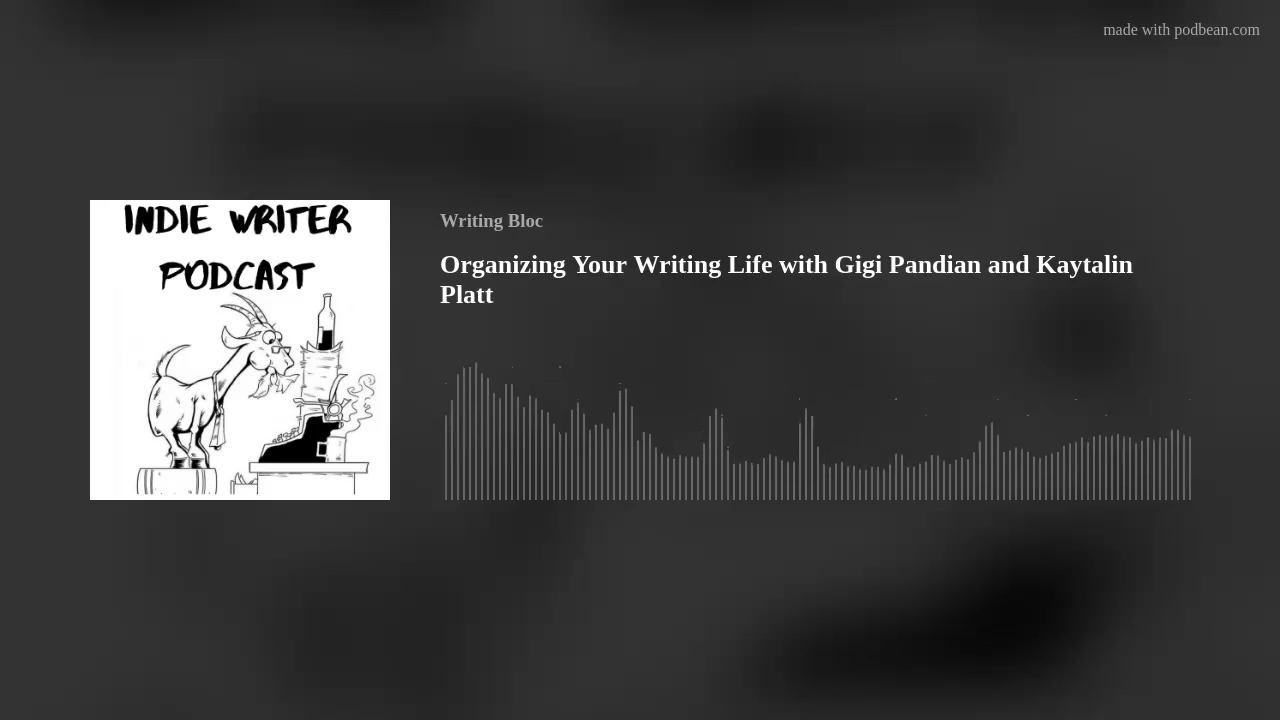 made with podbean.com
INDIE WRITER
PODCAST
Writing Bloc
Organizing Your Writing Life with Gigi Pandian and Kaytalin
Platt